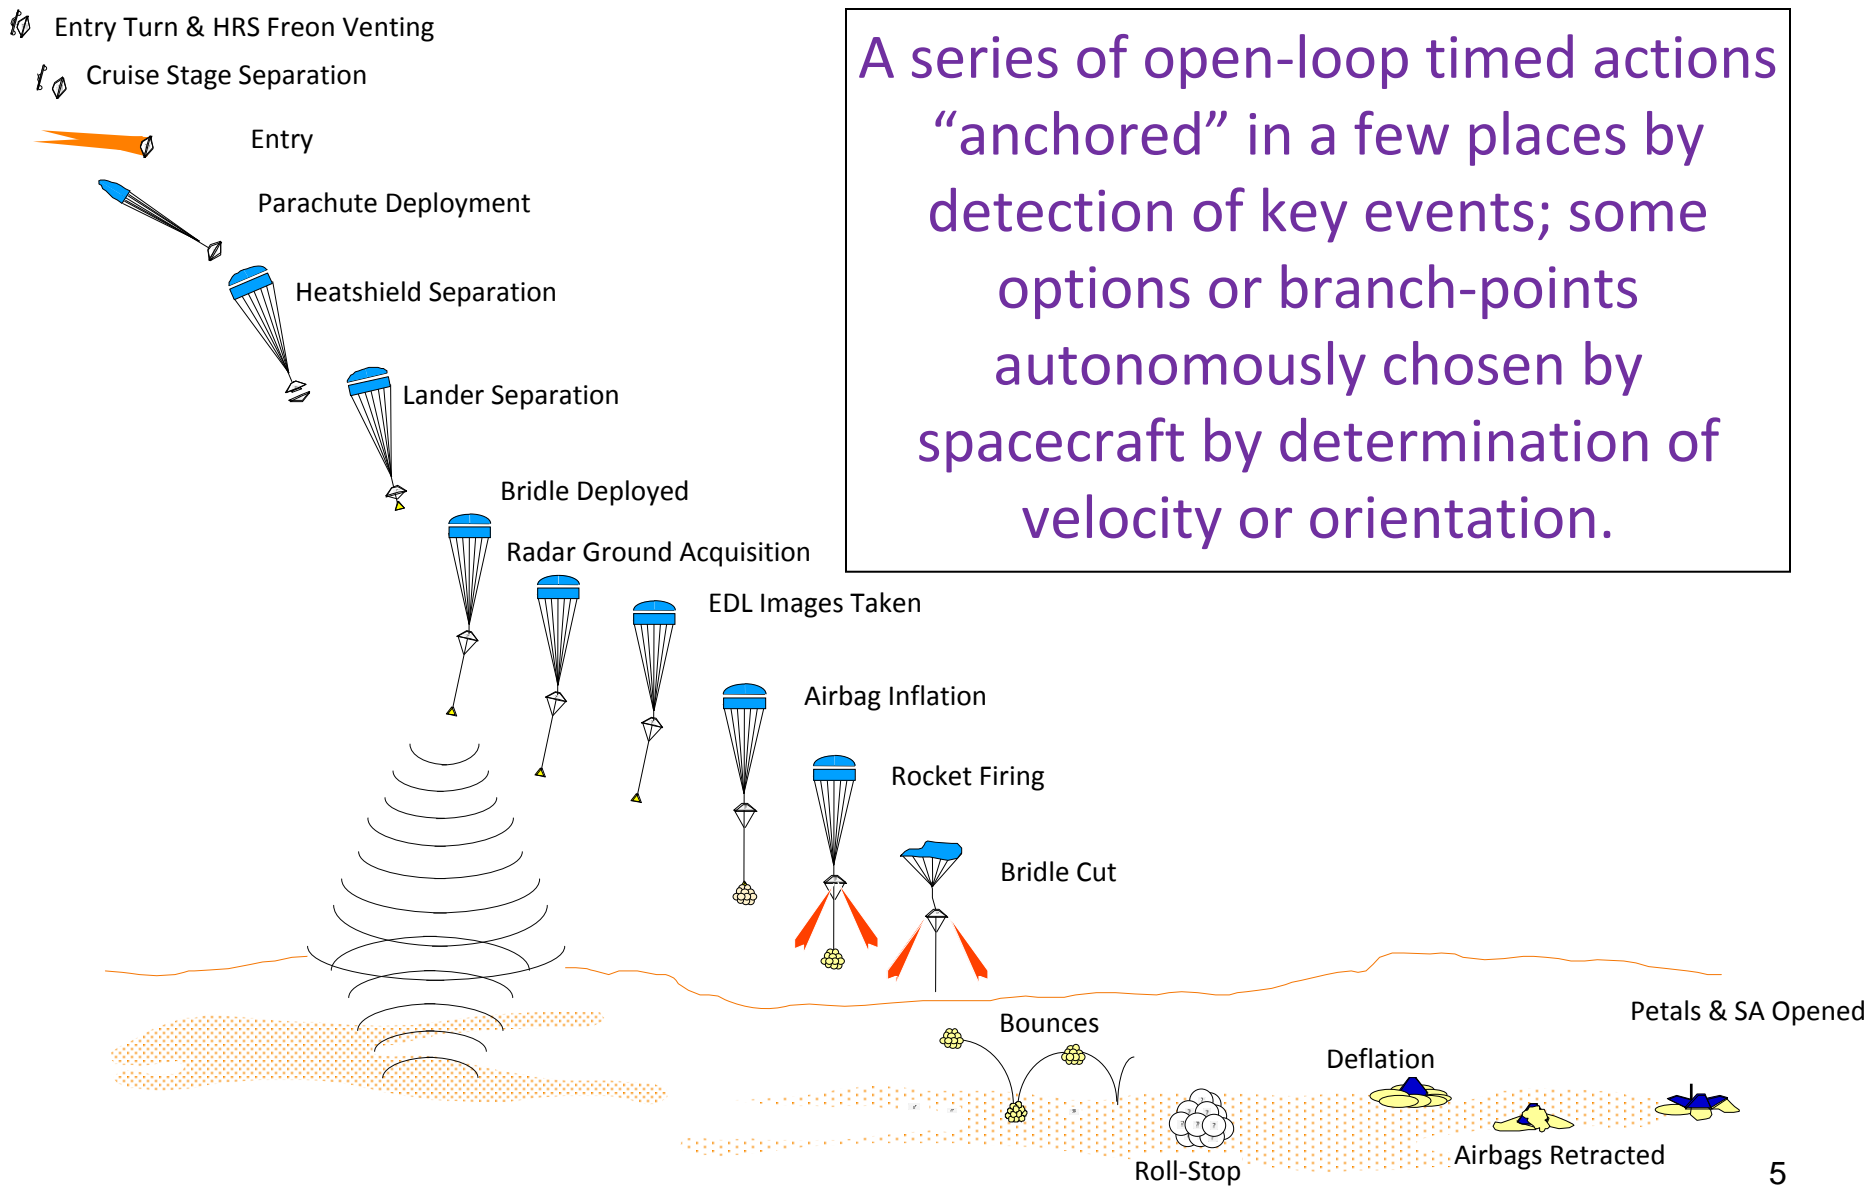 Entry Turn & HRS Freon Venting
Cruise Stage Separation
Entry
Parachute Deployment
Heatshield Separation
Lander Separation
Bridle Deployed
Radar Ground Acquisition
EDL Images Taken
Airbag Inflation
Rocket Firing
Bridle Cut
A series of open-loop timed actions
“anchored” in a few places by
detection of key events; some
options or branch-points
autonomously chosen by
spacecraft by determination of
velocity or orientation.
Bounces
Roll-Stop
Deflation
Airbags Retracted
Petals & SA Opened
5